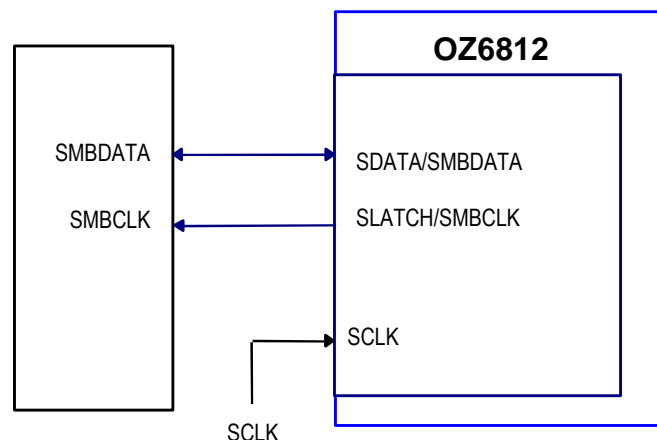 OZ6812
SMBDATA
SDATA/SMBDATA
SMBCLK
SLATCH/SMBCLK
SCLK
SCLK